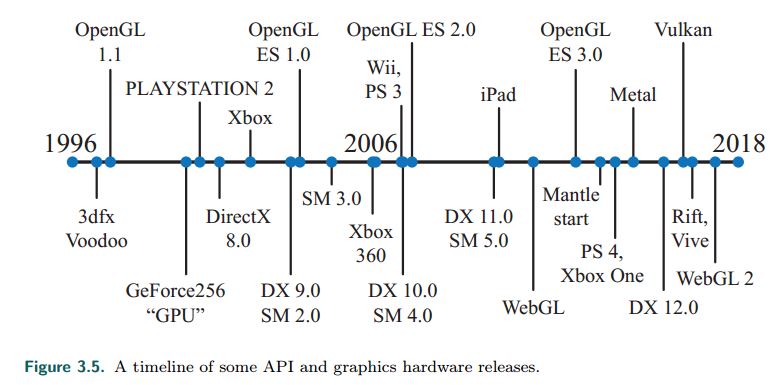 OpenGL
1.1
OpenGL
ES 1.0
OpenGL ES 2.0
OpenGL
ES 3.0
Vulkan
PLAYSTATION 2
Xbox
Wii,
PS 3
iPad
Metal
1996
2006
2018
3dfx
Voodoo
DirectX
8.0
SM 3.0
Xbox
360
DX 11.0
SM 5.0
Mantle
start
PS 4,
Xbox One
Rift,
Vive
WebGL 2
GeForce256
“GPU”
DX 9.0
SM 2.0
DX 10.0
SM 4.0
WebGL
DX 12.0
Figure 3.5. A timeline of some API and graphics hardware releases.